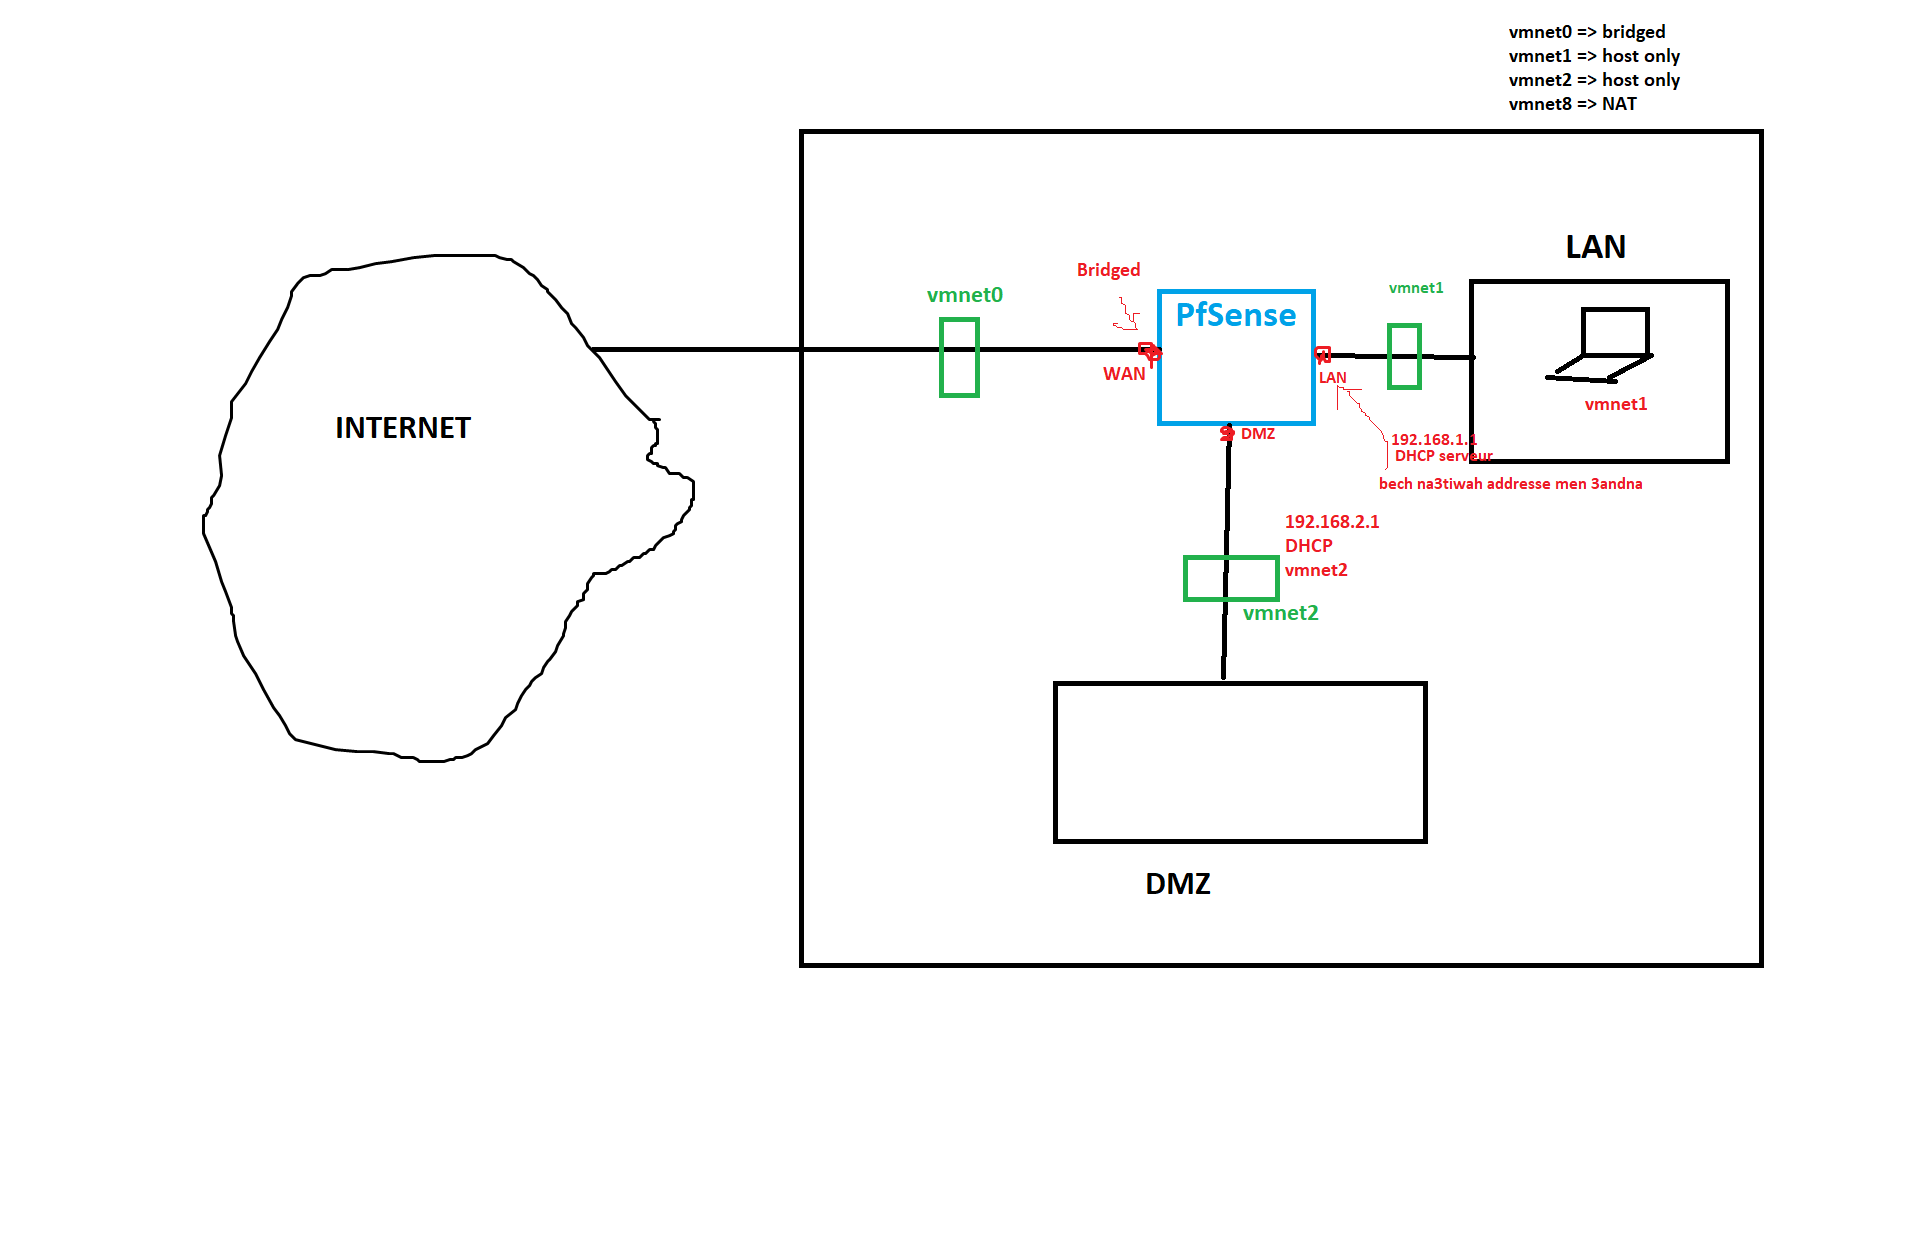 vmnet0 => bridged
vmnet1 => host only
vmnet2 => host only
vmnet8 => NAT
LAN
Bridged
vmnet0
vmnet1
PfSense
WAN
LAN
vmnet1
INTERNET
DMZ
192.168.1.1
DHCP serveur
bech na3tiwah addresse men 3andna
192.168.2.1
DHCP
vmnet2
vmnet2
DMZ